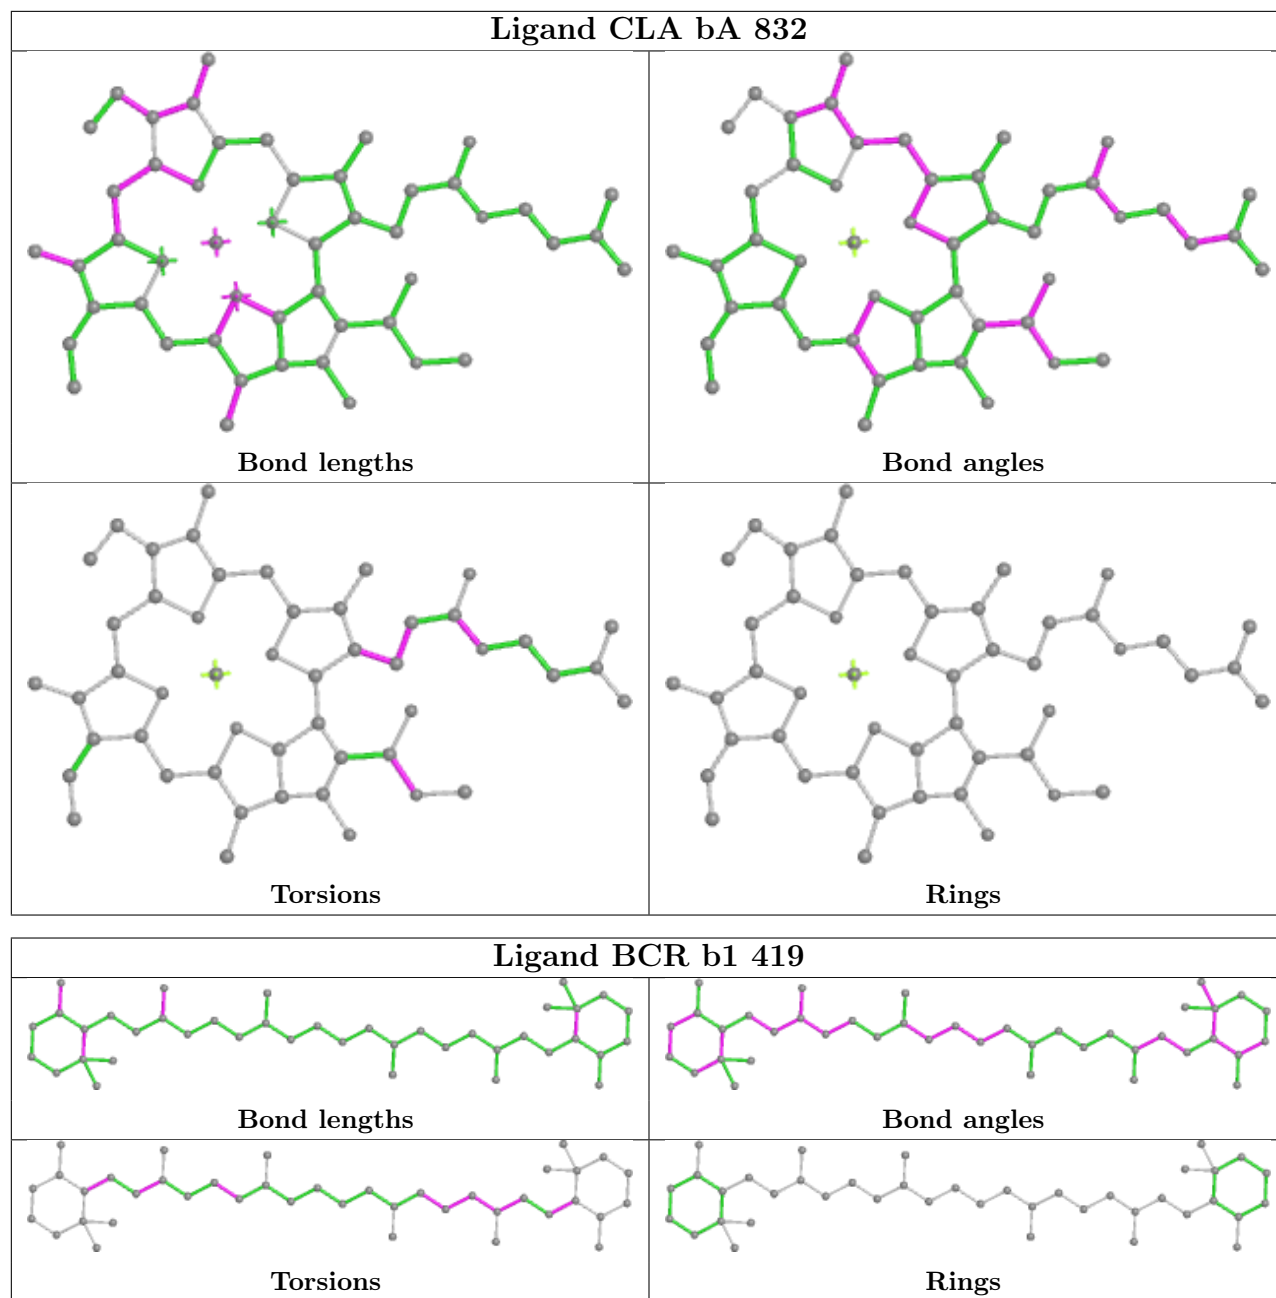 Ligand CLA bA 832
Bond lengths
Bond angles
Torsions
Rings
Ligand BCR b1 419
Bond lengths
Bond angles
Torsions
Rings